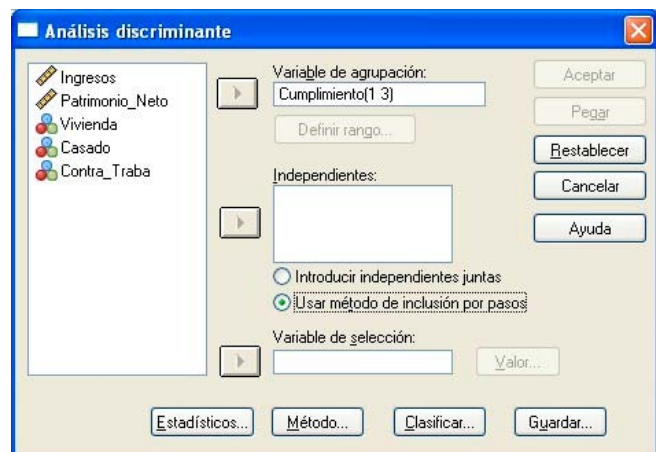 Análisis discriminante
Ingresos
Patrimonio_Neto
Vivienda
Casado
Contra_Traba
Variable de agrupación:
Cumplimiento(1 3)
Definir rango...
Independientes:
Introducir independientes juntas
Usar método de inclusión por pasos
Variable de selección:
Valor...
Aceptar
Pegar
Restablecer
Cancelar
Ayuda
Estadísticos...
Método...
Clasificar...
Guardar...